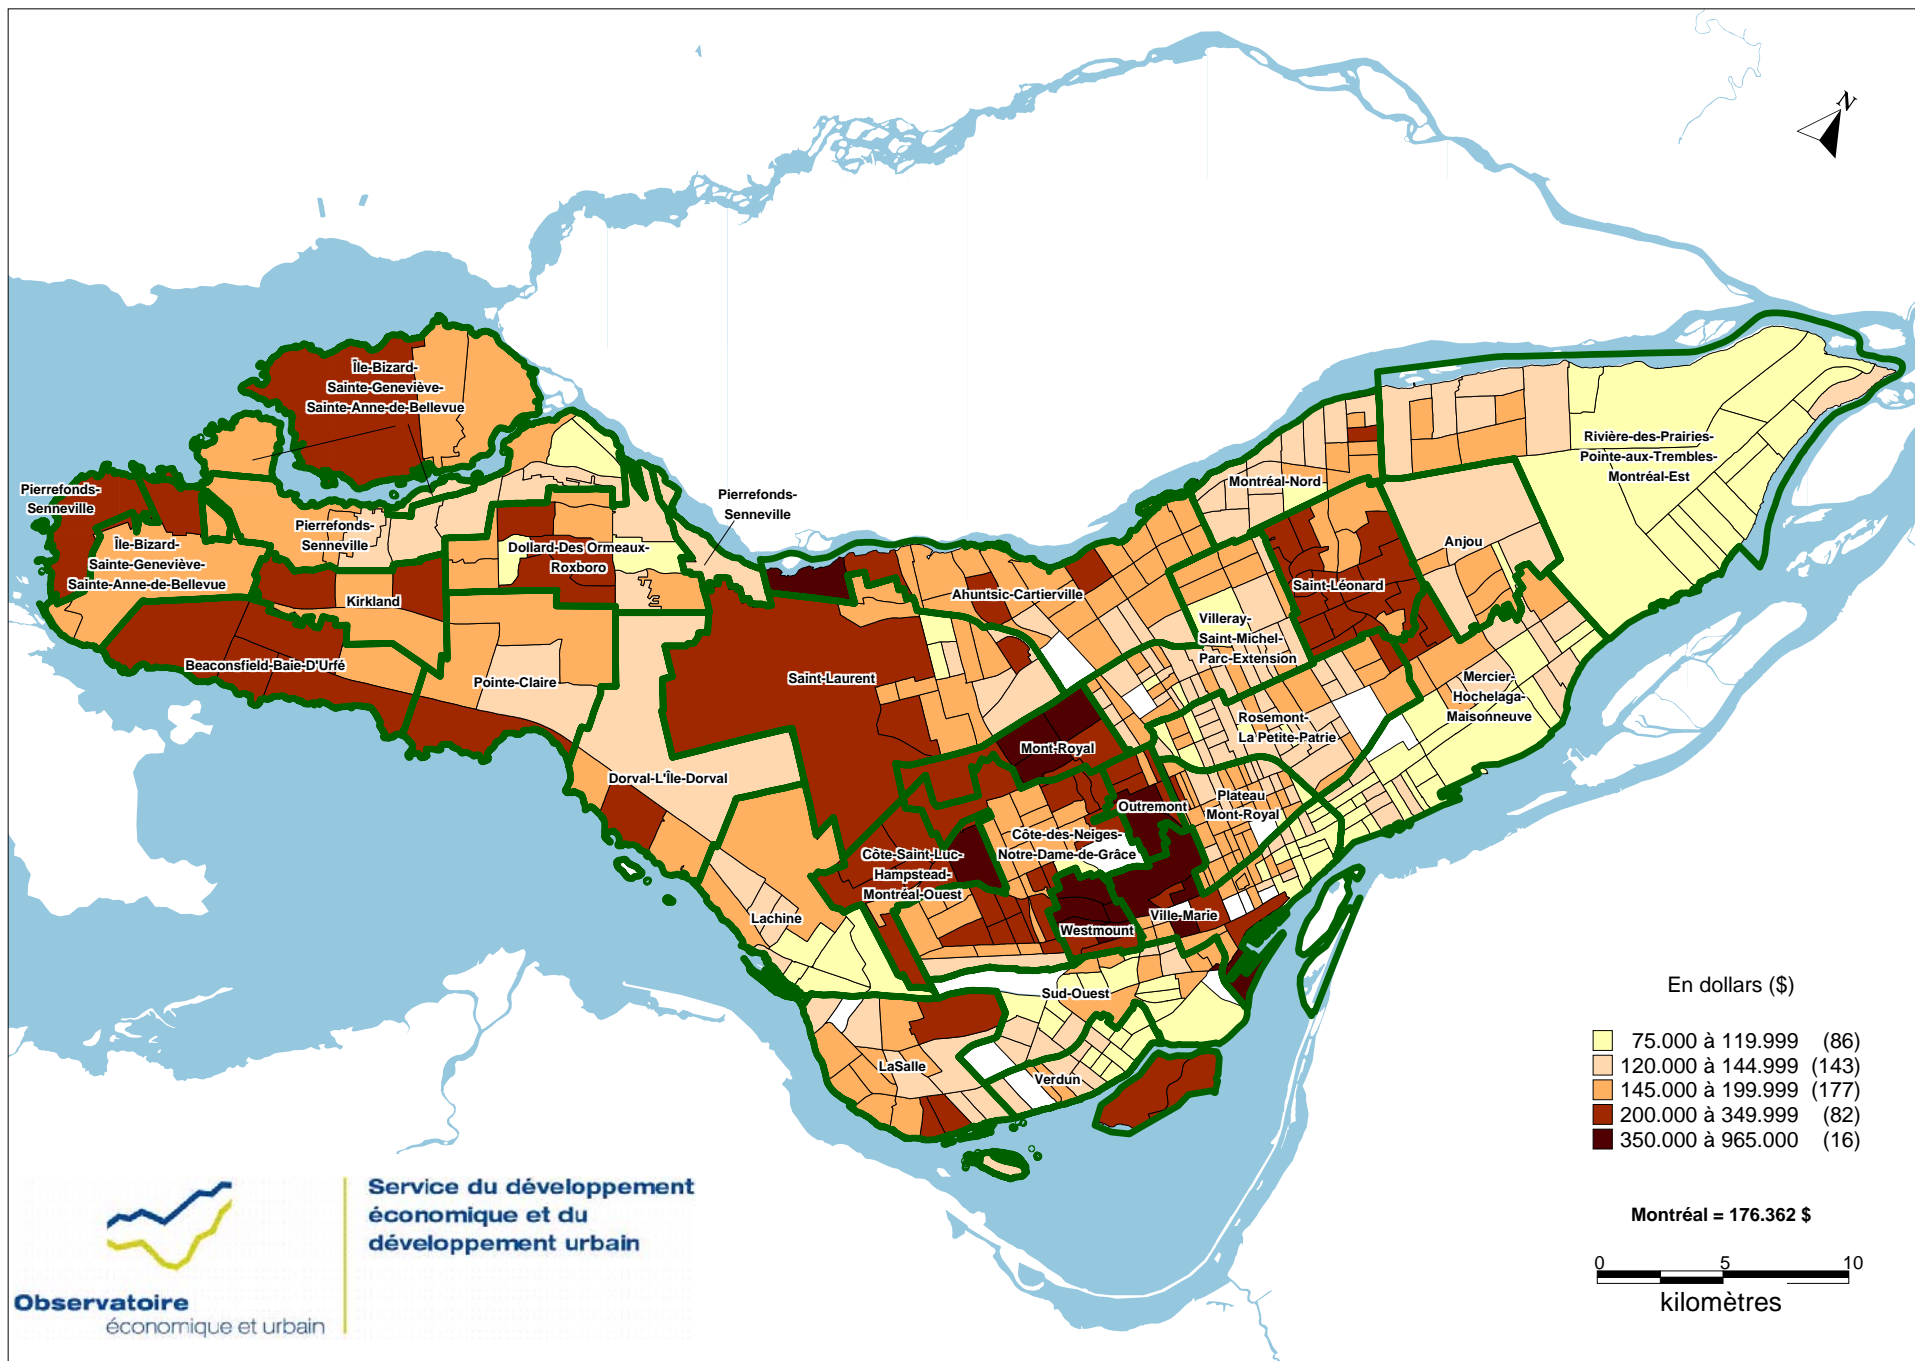 N
Île-Bizard-
Sainte-Geneviève-
Sainte-Anne-de-Bellevue
Pierrefonds-
Senneville
Île-Bizard-
Sainte-Geneviève-
Sainte-Anne-de-Bellevue
Pierrefonds-
Senneville
Pierrefonds-
Senneville
Dollard-Des Ormeaux-
Roxboro
Kirkland
Beaconsfield-Baie-D'Urfé
Pointe-Claire
Dorval-L'Île-Dorval
Saint-Laurent
Ahuntsic-Cartierville
Montréal-Nord
Rivière-des-Prairies-
Pointe-aux-Trembles-
Montréal-Est
Anjou
Saint-Léonard
Villeray-
Saint-Michel-
Parc-Extension
Mercier-
Hochelaga-
Maisonneuve
Rosemont-
La Petite-Patrie
Mont-Royal
Outremont
Plateau
Mont-Royal
Côte-des-Neiges-
Notre-Dame-de-Grâce
Côte-Saint-Luc-
Hampstead-
Montréal-Ouest
Lachine
Westmount
Ville-Marie
Sud-Ouest
LaSalle
Verdun
En dollars ($)
75.000 à 119.999 (86)
120.000 à 144.999 (143)
145.000 à 199.999 (177)
200.000 à 349.999 (82)
350.000 à 965.000 (16)
Montréal = 176.362 $
0 5 10
kilomètres
Service du développement
économique et du
développement urbain
Observatoire
économique et urbain